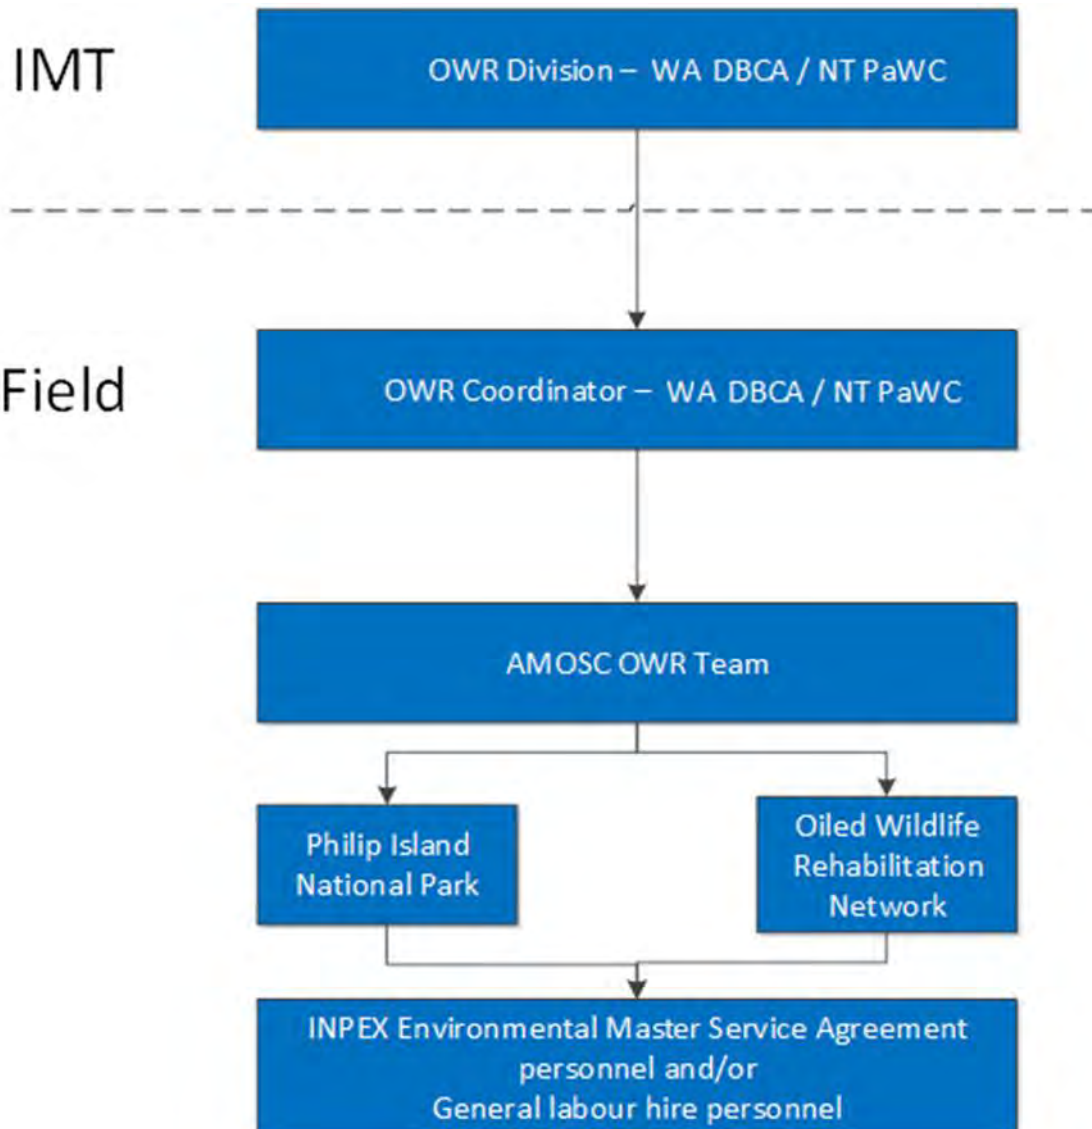 IMT
OWR Division – WA DBCA / NT PaWC
Field
OWR Coordinator – WA DBCA / NT PaWC
AMOSC OWR Team
Philip Island
National Park
Oiled Wildlife
Rehabilitation
Network
INPEX Environmental Master Service Agreement
personnel and/or
General labour hire personnel